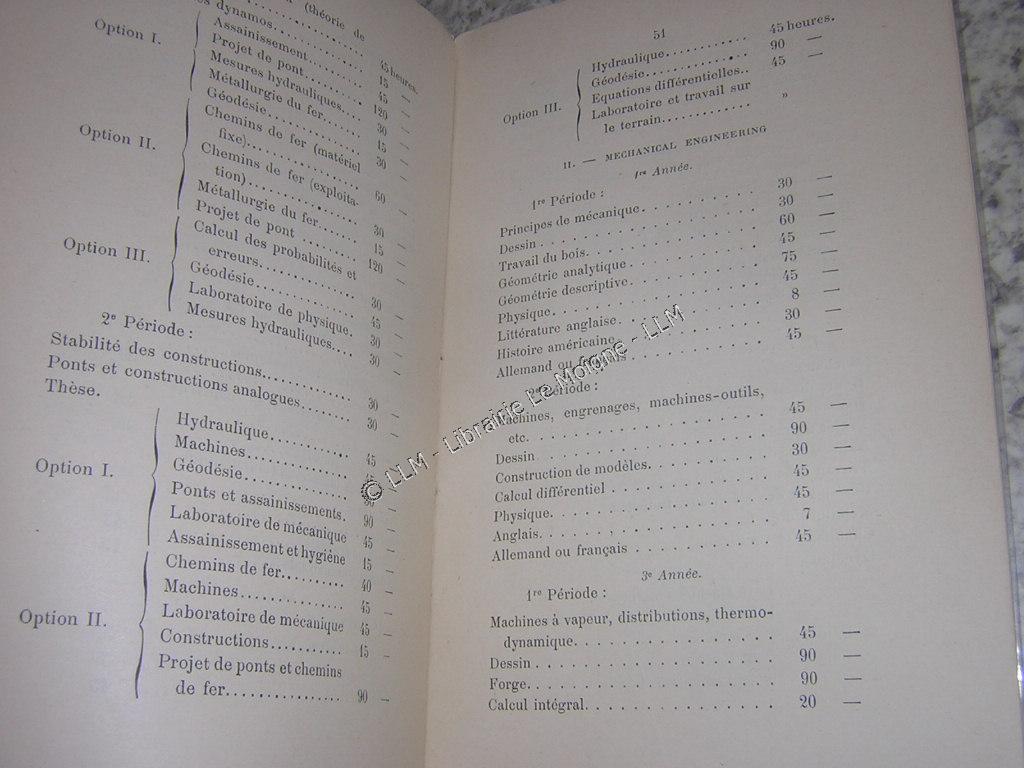 (théorie de
dynamos
Option I.
Assainissement 45 heures.
Projet de pont 15 —
Mesures hydrauliques 45 —
Métallurgie du fer 120 —
Option II.
Géodésie 30 —
Chemins de fer (matériel 15 —
fixe) 30 —
Chemins de fer (exploita-
tion) 60 —
Métallurgie du fer
Projet de pont 30 —
Option III.
Calcul des probabilités et 15 —
erreurs 120 —
Géodésie
Laboratoire de physique 30 —
Mesures hydrauliques 45 —
2e Période : 30 —
Stabilité des constructions 30 —
Ponts et constructions analogues 30 —
Thèse. 30 —
Option I.
Hydraulique
Machines 45 —
Géodésie
Ponts et assainissements.
Laboratoire de mécanique 90 —
Assainissement et hygiène 45 —
Option II.
Chemins de fer 15 —
Machines 40 —
Laboratoire de mécanique 45 —
Constructions 45 —
Projet de ponts et chemins 15 —
de fer 90 —
51
Option III.
Hydraulique 45 heures.
Géodésie 90 —
Equations différentielles.. 45 —
Laboratoire et travail sur
le terrain »
II. — MECHANICAL ENGINEERING
1re Année.
1re Période :
Principes de mécanique 30 —
Dessin 30 —
Travail du bois 60 —
Géométrie analytique 45 —
Géométrie descriptive 75 —
Physique 45 —
Littérature anglaise 8 —
Histoire américaine 30 —
Allemand ou français 45 —
2e Période :
Machines, engrenages, machines-outils,
etc. 45 —
Dessin 90 —
Construction de modèles 30 —
Calcul différentiel 45 —
Physique 45 —
Anglais 7 —
Allemand ou français 45 —
3e Année.
1re Période :
Machines à vapeur, distributions, thermo-
dynamique 45 —
Dessin 90 —
Forge 90 —
Calcul intégral 20 —
© LLM - Librairie Le Moigne - LLM